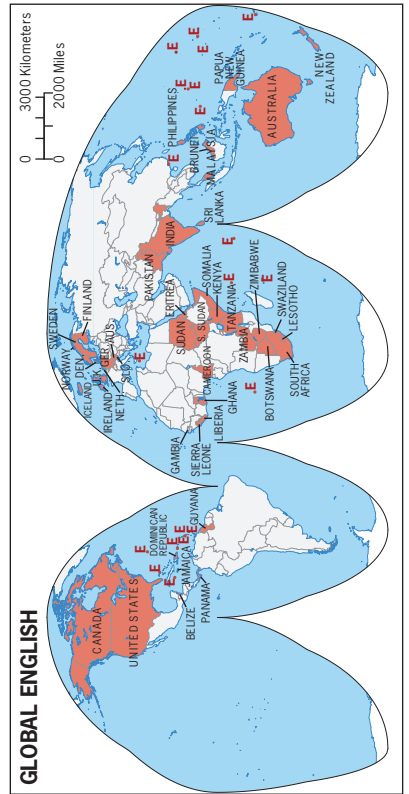 GLOBAL ENGLISH
0 3000 Kilometers
0 2000 Miles
CANADA
UNITED STATES
BELIZE
PANAMA
JAMAICA
DOMINICAN
REPUBLIC
GUYANA
E
E
E
E
E
E
E
ICELAND
NORWAY
SWEDEN
FINLAND
DEN.
U.K.
IRELAND
NETH.
GER.
AUS.
SLO.
E
GAMBIA
SIERRA
LEONE
LIBERIA
GHANA
CAMEROON
SUDAN
S. SUDAN
ERITREA
SOMALIA
KENYA
TANZANIA
ZAMBIA
ZIMBABWE
BOTSWANA
SOUTH
AFRICA
SWAZILAND
LESOTHO
E
E
E
E
PAKISTAN
INDIA
SRI
LANKA
PHILIPPINES
BRUNEI
MALAYSIA
PAPUA
NEW
GUINEA
AUSTRALIA
NEW
ZEALAND
E
E
E
E
E
E
E
E